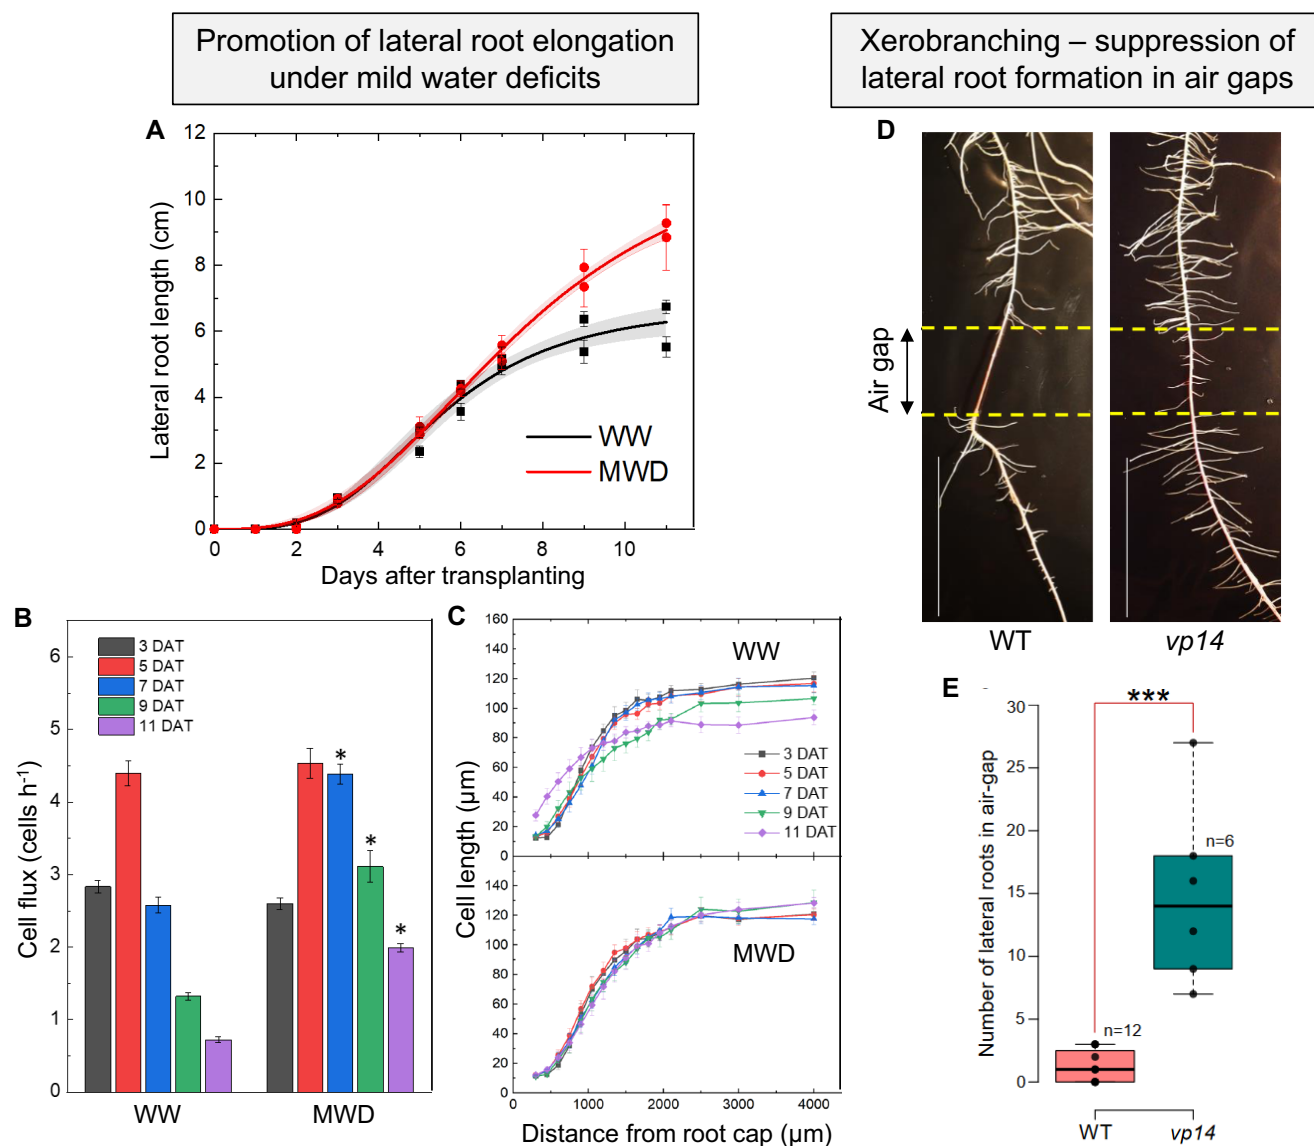 Promotion of lateral root elongation
under mild water deficits
Xerobranching – suppression of
lateral root formation in air gaps
A
12
10
8
6
4
2
0
Lateral root length (cm)
WW
MWD
0 2 4 6 8 10
Days after transplanting
D
Air gap
WT vp14
B
6
5
4
3
2
1
0
Cell flux (cells h-1)
3 DAT
5 DAT
7 DAT
9 DAT
11 DAT
* * *
WW MWD
C
160
140
120
100
80
60
40
20
0
WW
3 DAT
5 DAT
7 DAT
9 DAT
11 DAT
Cell length (µm)
140
120
100
80
60
40
20
0
MWD
0 1000 2000 3000 4000
Distance from root cap (µm)
E
30
25
20
15
10
5
0
Number of lateral roots in air-gap
***
n=6
n=12
WT vp14